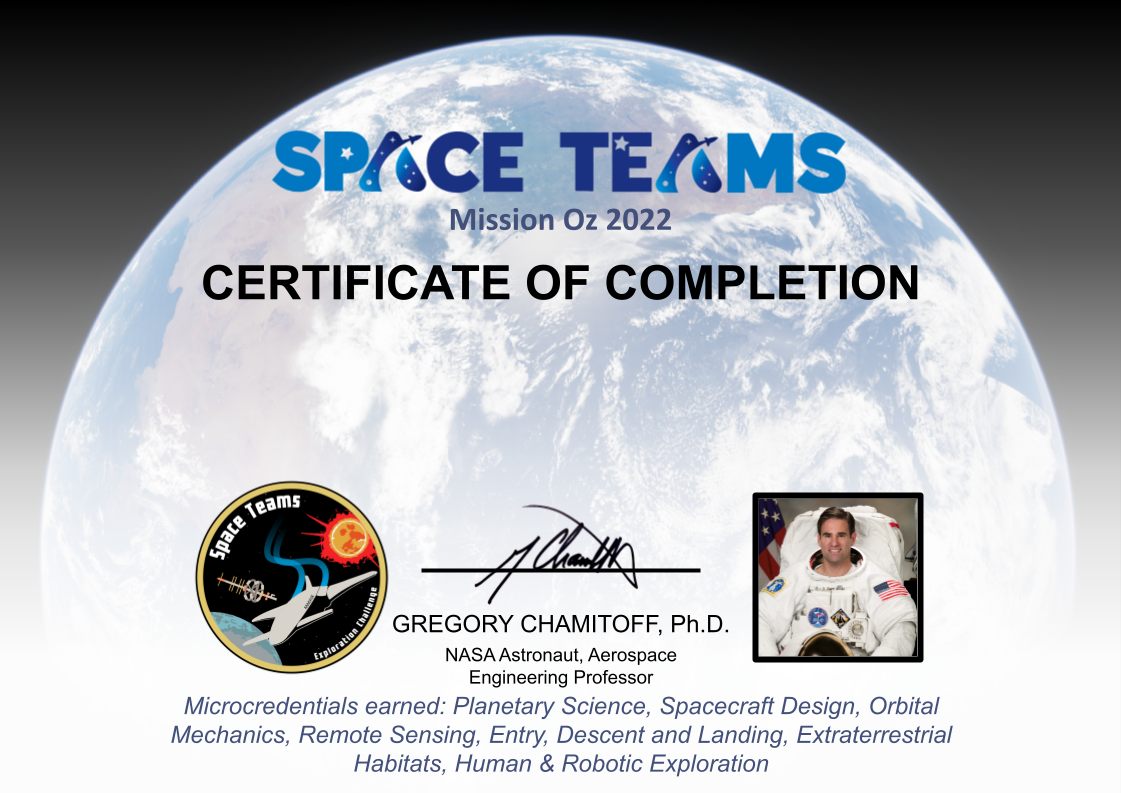 SPACE TEAMS
Mission Oz 2022
CERTIFICATE OF COMPLETION
Space Teams
Exploration Challenge
GREGORY CHAMITOFF, Ph.D.
NASA Astronaut, Aerospace
Engineering Professor
Microcredentials earned: Planetary Science, Spacecraft Design, Orbital
Mechanics, Remote Sensing, Entry, Descent and Landing, Extraterrestrial
Habitats, Human & Robotic Exploration